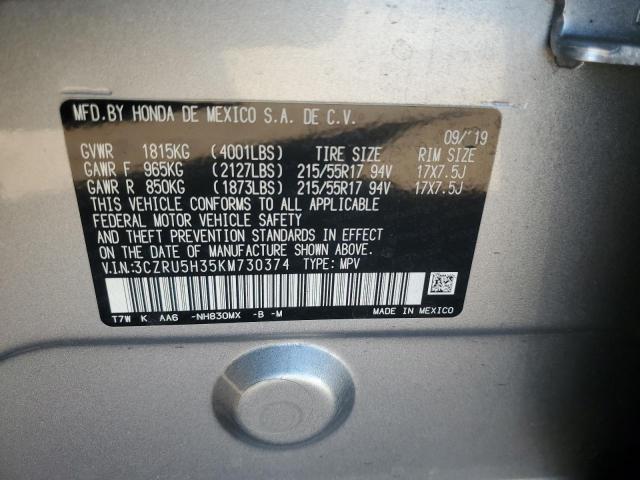 MFD.BY HONDA DE MEXICO S.A. DE C.V.
09/'19
GVWR 1815KG (4001LBS) TIRE SIZE RIM SIZE
GAWR F 965KG (2127LBS) 215/55R17 94V 17X7.5J
GAWR R 850KG (1873LBS) 215/55R17 94V 17X7.5J
THIS VEHICLE CONFORMS TO ALL APPLICABLE
FEDERAL MOTOR VEHICLE SAFETY
AND THEFT PREVENTION STANDARDS IN EFFECT
ON THE DATE OF MANUFACTURE SHOWN ABOVE.
V.I.N.:3CZRU5H35KM730374 TYPE: MPV
T7W K AA6 -NH830MX -B -M MADE IN MEXICO